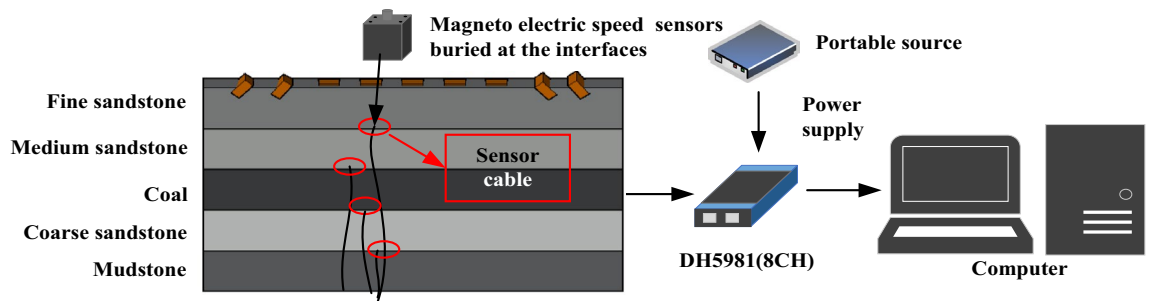 Magneto electric speed sensors
buried at the interfaces
Portable source
Fine sandstone
Medium sandstone
Coal
Coarse sandstone
Mudstone
Sensor
cable
Power
supply
DH5981(8CH)
Computer